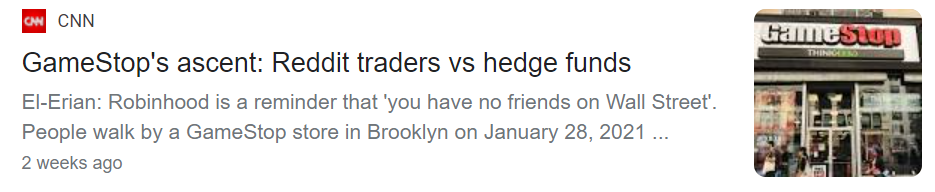 CNN
CNN
GameStop's ascent: Reddit traders vs hedge funds
El-Erian: Robinhood is a reminder that 'you have no friends on Wall Street'.
People walk by a GameStop store in Brooklyn on January 28, 2021 ...
2 weeks ago
GameStop